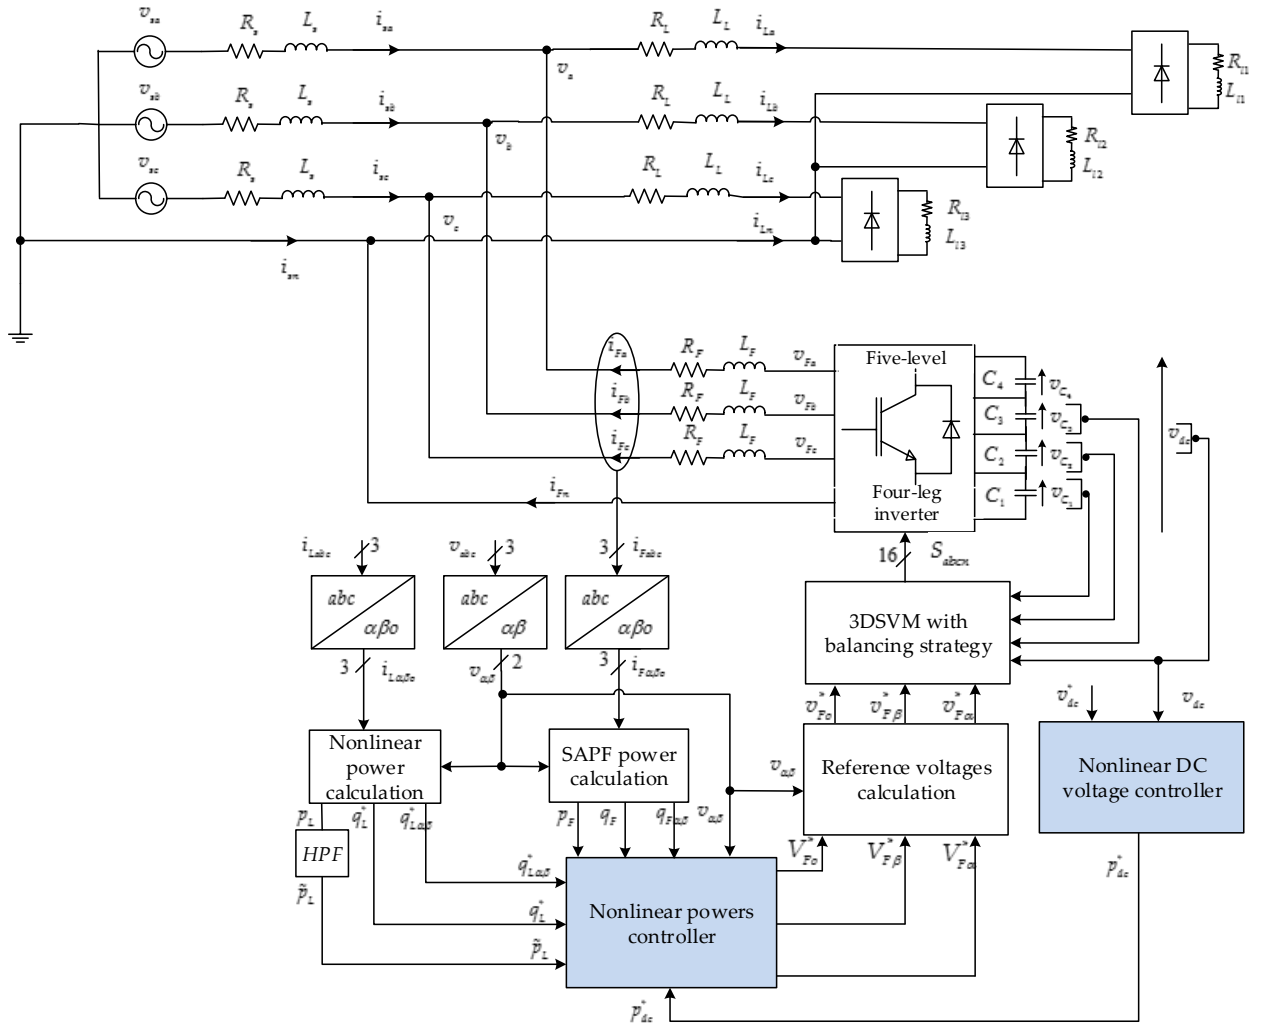 v_sa R_s L_s i_sa R_L L_L i_La
v_a
R_l1
L_l1
v_sb R_s L_s i_sb R_L L_L i_Lb
v_b
R_l2
L_l2
v_sc R_s L_s i_sc R_L L_L i_Lc
v_c
R_l3
L_l3
i_Ln
i_sn
i_Fa R_F L_F v_Fa
i_Fb R_F L_F v_Fb
i_Fc R_F L_F v_Fc
i_Fn
Five-level
Four-leg
inverter
C_4 v_C4
C_3 v_C3
C_2 v_C2
C_1 v_C1
v_dc
i_Labc 3
v_abc 3
3 i_Fabc
16 S_abcn
abc
αβo
abc
αβ
abc
αβo
3DSVM with
balancing strategy
3 i_Lαβo
v_αβ 2
3 i_Fαβo
v*_Fo v*_Fβ v*_Fα
v*_dc v_dc
Nonlinear
power
calculation
SAPF power
calculation
v_αβ
Reference voltages
calculation
Nonlinear DC
voltage controller
p_L q*_L q*_Lαβ
p_F q_F q_Fαβ v_αβ
V*_Fo V*_Fβ V*_Fα
p*_dc
HPF
p̃_L
q*_Lαβ
q*_L
p̃_L
Nonlinear powers
controller
p*_dc